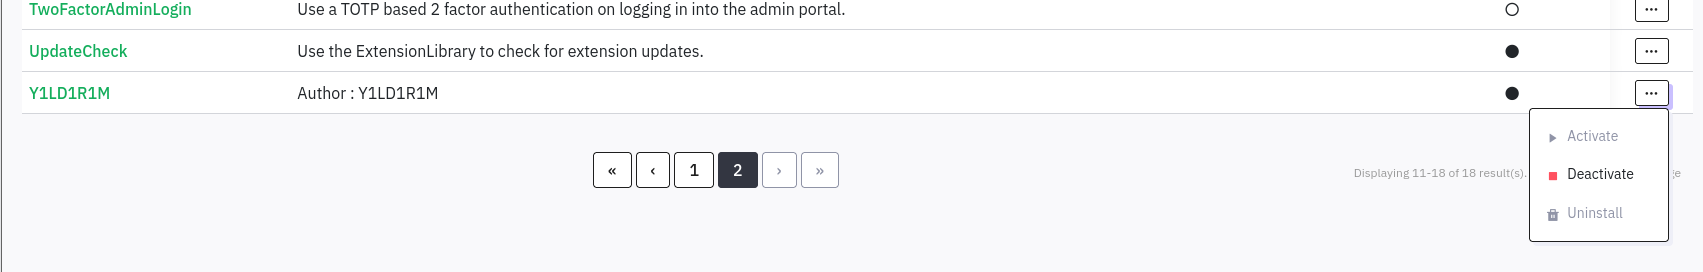 TwoFactorAdminLogin Use a TOTP based 2 factor authentication on logging in into the admin portal. ...
UpdateCheck Use the ExtensionLibrary to check for extension updates. ...
Y1LD1R1M Author : Y1LD1R1M ...
Activate
« ‹ 1 2 › » Displaying 11-18 of 18 result(s). Deactivate
Uninstall